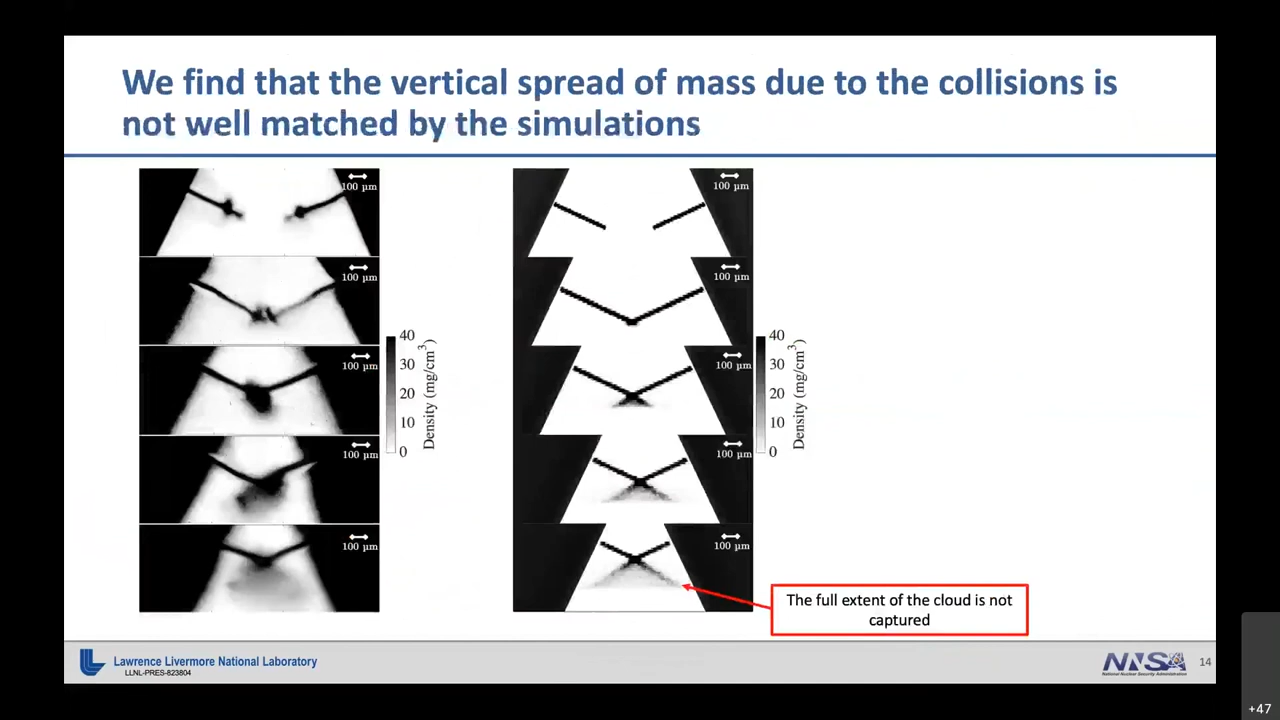 We find that the vertical spread of mass due to the collisions is
not well matched by the simulations
100 µm
100 µm
100 µm
100 µm
100 µm
40
30
20
10
0
Density (mg/cm³)
100 µm
100 µm
100 µm
100 µm
100 µm
40
30
20
10
0
Density (mg/cm³)
The full extent of the cloud is not
captured
Lawrence Livermore National Laboratory
LLNL-PRES-823804
NNSA
National Nuclear Security Administration
14
+47